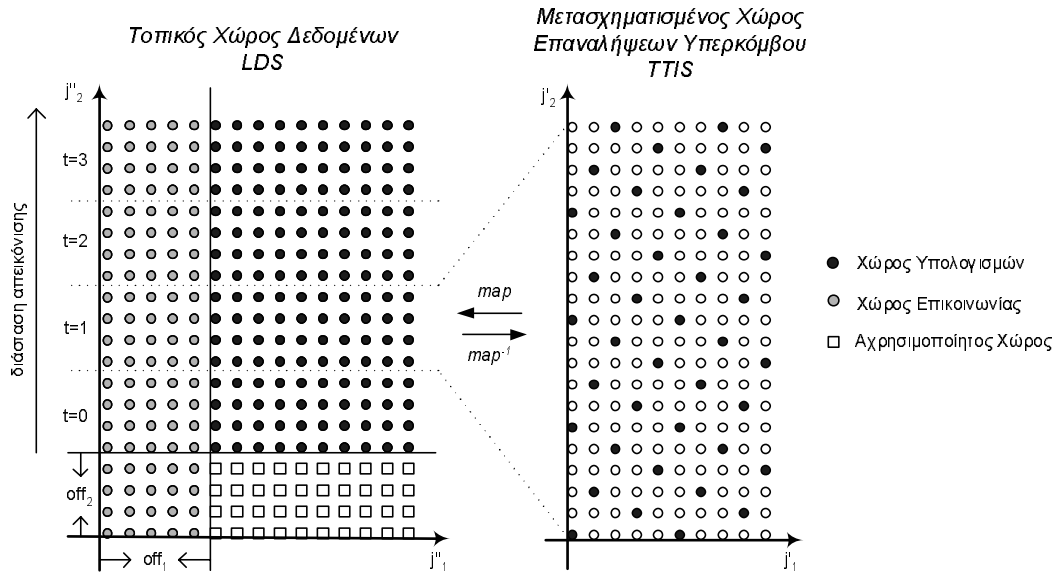 Τοπικός Χώρος Δεδομένων
LDS
Μετασχηματισμένος Χώρος
Επαναλήψεων Υπερκόμβου
TTIS
j''2
j'2
t=3
t=2
t=1
t=0
διάσταση απεικόνισης
map
map-1
Χώρος Υπολογισμών
Χώρος Επικοινωνίας
Αχρησιμοποίητος Χώρος
off2
off1
j''1
j'1